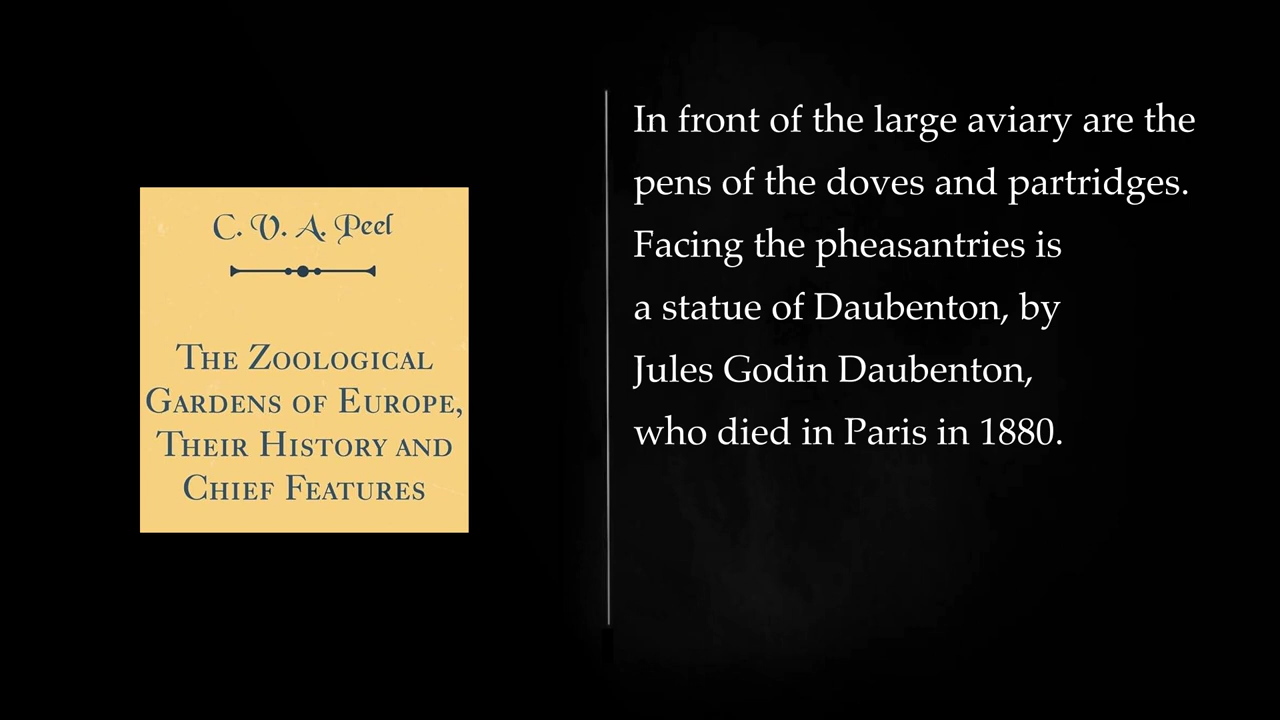 C. V. A. Peel
The Zoological
Gardens of Europe,
Their History and
Chief Features
In front of the large aviary are the
pens of the doves and partridges.
Facing the pheasantries is
a statue of Daubenton, by
Jules Godin Daubenton,
who died in Paris in 1880.